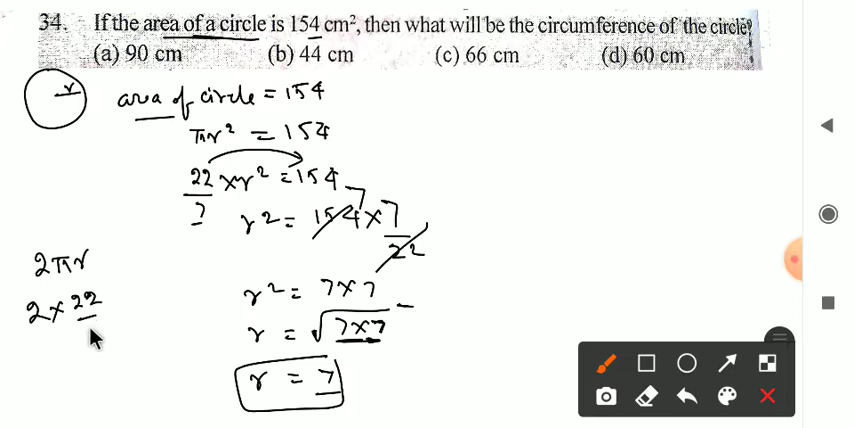 34. If the area of a circle is 154 cm², then what will be the circumference of the circle?
(a) 90 cm (b) 44 cm (c) 66 cm (d) 60 cm
r
area of circle = 154
πr² = 154
22/7 × r² = 154
r² = 154 × 7/22
7
r² = 7×7
r = √7×7
r = 7
2πr
2 × 22